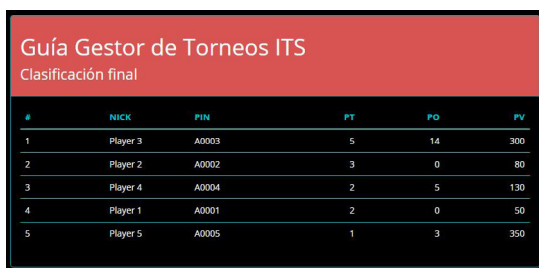 Guía Gestor de Torneos ITS
Clasificación final
# NICK PIN PT PO PV
1 Player 3 A0003 5 14 300
2 Player 2 A0002 3 0 80
3 Player 4 A0004 2 5 130
4 Player 1 A0001 2 0 50
5 Player 5 A0005 1 3 350